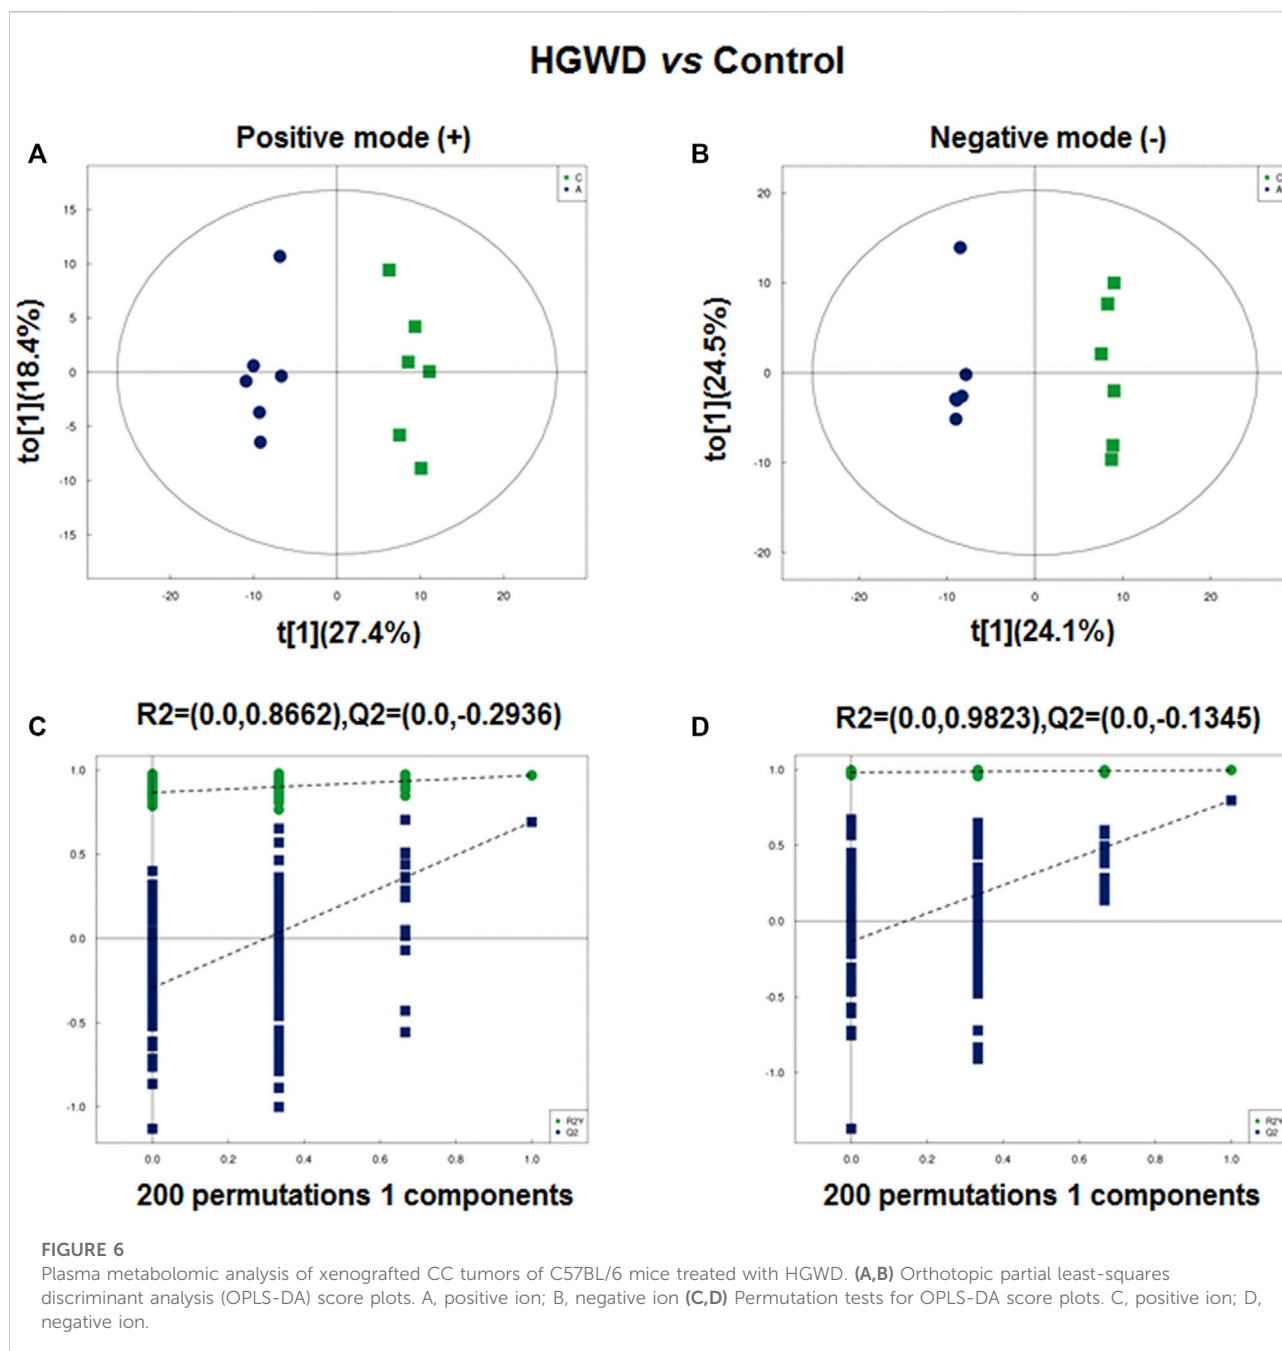 HGWD vs Control
A
Positive mode (+)
C
A
to[1](18.4%)
15
10
5
0
-5
-10
-15
-20
-10
0
10
20
t[1](27.4%)
B
Negative mode (-)
C
A
to[1](24.5%)
20
10
0
-10
-20
-20
-10
0
10
20
t[1](24.1%)
C
R2=(0.0,0.8662),Q2=(0.0,-0.2936)
1.0
0.5
0.0
-0.5
-1.0
R2Y
Q2
0.0
0.2
0.4
0.6
0.8
1.0
200 permutations 1 components
D
R2=(0.0,0.9823),Q2=(0.0,-0.1345)
1.0
0.5
0.0
-0.5
-1.0
R2Y
Q2
0.0
0.2
0.4
0.6
0.8
1.0
200 permutations 1 components
FIGURE 6
Plasma metabolomic analysis of xenografted CC tumors of C57BL/6 mice treated with HGWD. (A,B) Orthotopic partial least-squares
discriminant analysis (OPLS-DA) score plots. A, positive ion; B, negative ion (C,D) Permutation tests for OPLS-DA score plots. C, positive ion; D,
negative ion.